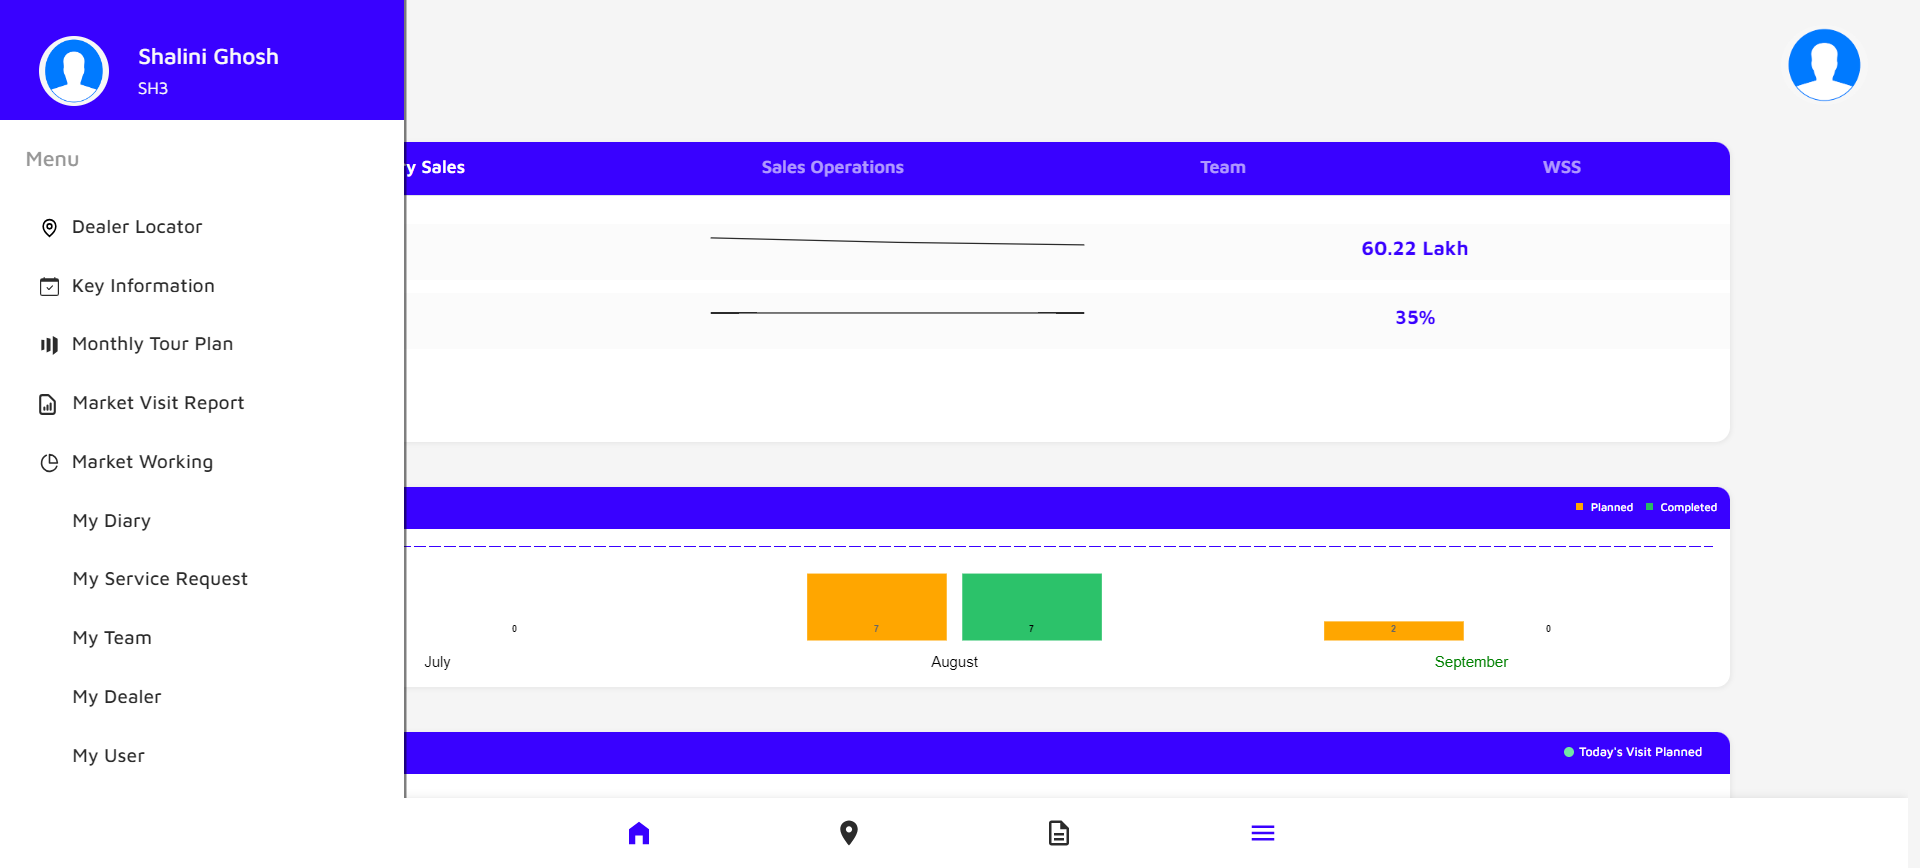 Shalini Ghosh
SH3
Menu
Dealer Locator
Key Information
Monthly Tour Plan
Market Visit Report
Market Working
My Diary
My Service Request
My Team
My Dealer
My User
Sales Sales Operations Team WSS
60.22 Lakh
35%
Planned Completed
0 7 7 2 0
July August September
Today's Visit Planned